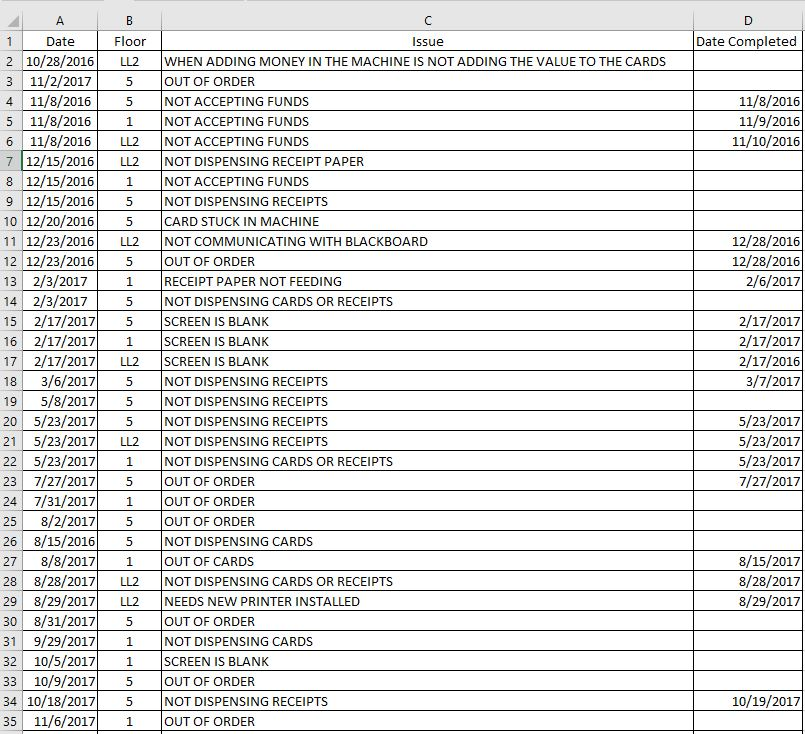 A B C D
1 Date Floor Issue Date Completed
2 10/28/2016 LL2 WHEN ADDING MONEY IN THE MACHINE IS NOT ADDING THE VALUE TO THE CARDS
3 11/2/2017 5 OUT OF ORDER
4 11/8/2016 5 NOT ACCEPTING FUNDS 11/8/2016
5 11/8/2016 1 NOT ACCEPTING FUNDS 11/9/2016
6 11/8/2016 LL2 NOT ACCEPTING FUNDS 11/10/2016
7 12/15/2016 LL2 NOT DISPENSING RECEIPT PAPER
8 12/15/2016 1 NOT ACCEPTING FUNDS
9 12/15/2016 5 NOT DISPENSING RECEIPTS
10 12/20/2016 5 CARD STUCK IN MACHINE
11 12/23/2016 LL2 NOT COMMUNICATING WITH BLACKBOARD 12/28/2016
12 12/23/2016 5 OUT OF ORDER 12/28/2016
13 2/3/2017 1 RECEIPT PAPER NOT FEEDING 2/6/2017
14 2/3/2017 5 NOT DISPENSING CARDS OR RECEIPTS
15 2/17/2017 5 SCREEN IS BLANK 2/17/2017
16 2/17/2017 1 SCREEN IS BLANK 2/17/2017
17 2/17/2017 LL2 SCREEN IS BLANK 2/17/2016
18 3/6/2017 5 NOT DISPENSING RECEIPTS 3/7/2017
19 5/8/2017 5 NOT DISPENSING RECEIPTS
20 5/23/2017 5 NOT DISPENSING RECEIPTS 5/23/2017
21 5/23/2017 LL2 NOT DISPENSING RECEIPTS 5/23/2017
22 5/23/2017 1 NOT DISPENSING CARDS OR RECEIPTS 5/23/2017
23 7/27/2017 5 OUT OF ORDER 7/27/2017
24 7/31/2017 1 OUT OF ORDER
25 8/2/2017 5 OUT OF ORDER
26 8/15/2016 5 NOT DISPENSING CARDS
27 8/8/2017 1 OUT OF CARDS 8/15/2017
28 8/28/2017 LL2 NOT DISPENSING CARDS OR RECEIPTS 8/28/2017
29 8/29/2017 LL2 NEEDS NEW PRINTER INSTALLED 8/29/2017
30 8/31/2017 5 OUT OF ORDER
31 9/29/2017 1 NOT DISPENSING CARDS
32 10/5/2017 1 SCREEN IS BLANK
33 10/9/2017 5 OUT OF ORDER
34 10/18/2017 5 NOT DISPENSING RECEIPTS 10/19/2017
35 11/6/2017 1 OUT OF ORDER